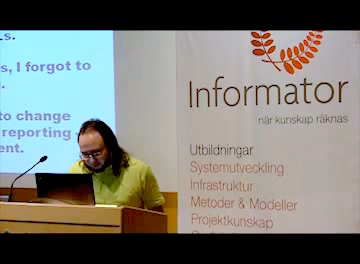 s.
s, I forgot to
to change
reporting -
ent.
Informator
när kunskap räknas
Utbildningar
Systemutveckling
Infrastruktur
Metoder & Modeller
Projektkunskap